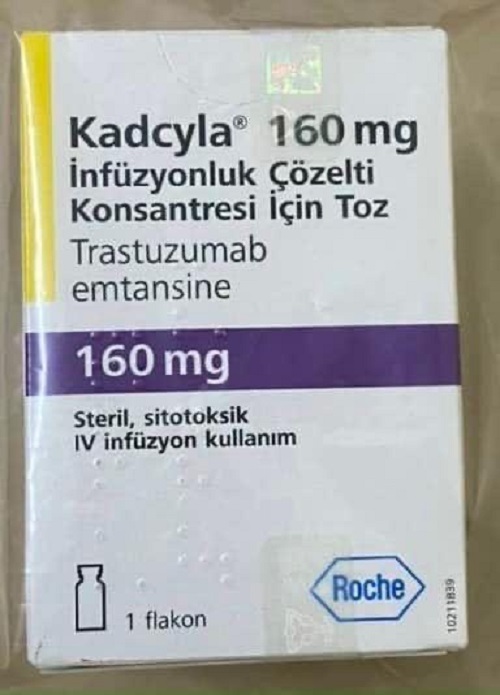 Kadcyla® 160 mg
İnfüzyonluk Çözelti
Konsantresi İçin Toz
Trastuzumab
emtansine
160 mg
Steril, sitotoksik
IV infüzyon kullanım
1 flakon
Roche
10211839